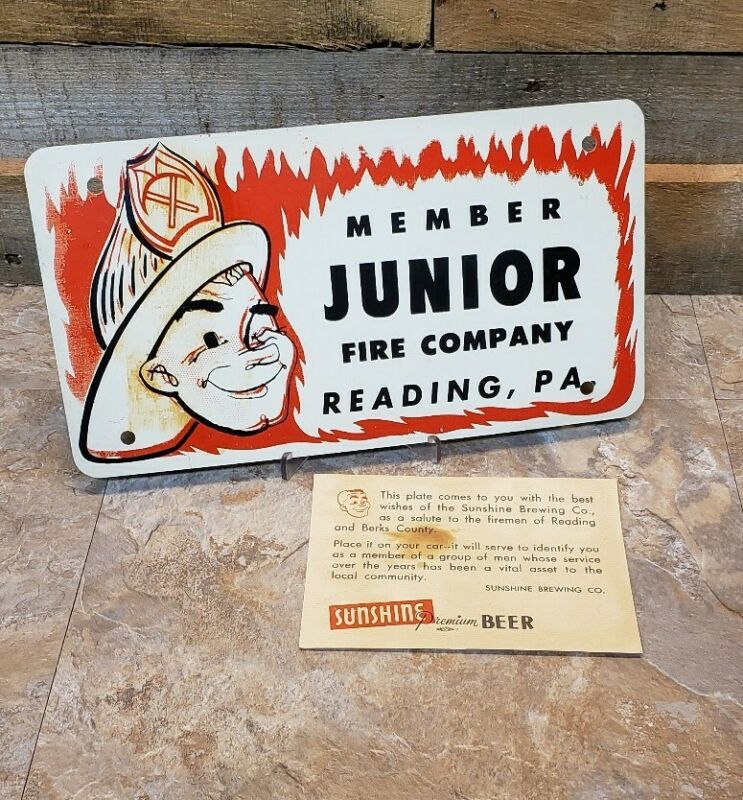 MEMBER
JUNIOR
FIRE COMPANY
READING, PA.
This plate comes to you with the best
wishes of the Sunshine Brewing Co.,
as a salute to the firemen of Reading
and Berks County.
Place it on your car--it will serve to identify you
as a member of a group of men whose service
over the years has been a vital asset to the
local community.
SUNSHINE BREWING CO.
SUNSHINE Premium BEER